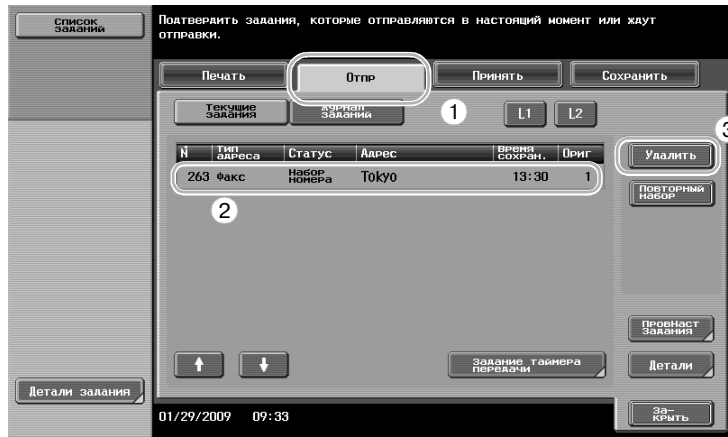 Список
заданий
Подтвердить задания, которые отправляются в настоящий момент или ждут
отправки.
Печать
Отпр
Принять
Сохранить
Текущие
задания
журнал
заданий
1
L1
L2
3
N Тип адреса Статус Адрес Время сохран. Ориг
263 Факс Набор номера Tokyo 13:30 1
2
Удалить
Повторный
набор
ПровНаст
Задания
Задание таймера
передачи
Детали
Детали задания
01/29/2009 09:33
За-
крыть